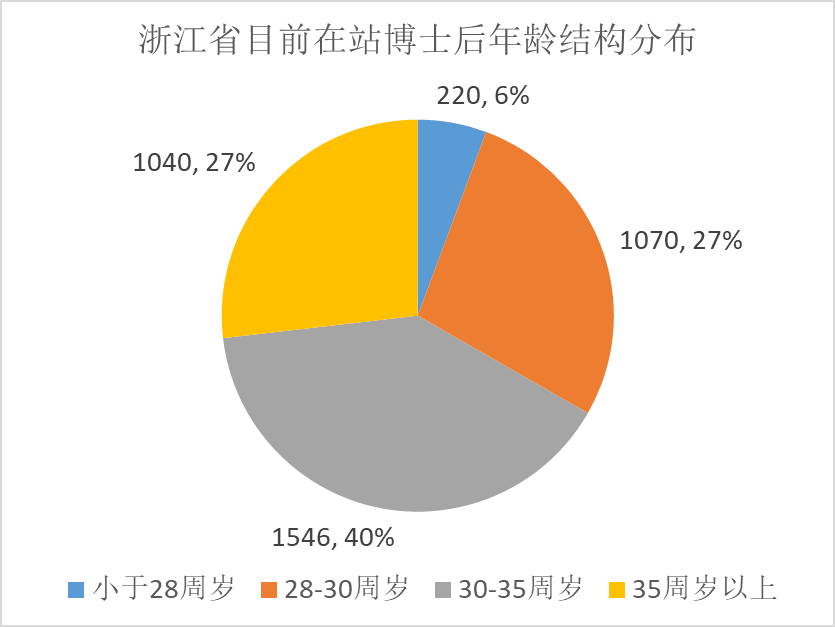 浙江省目前在站博士后年龄结构分布
220, 6%
1040, 27%
1070, 27%
1546, 40%
小于28周岁 28-30周岁 30-35周岁 35周岁以上